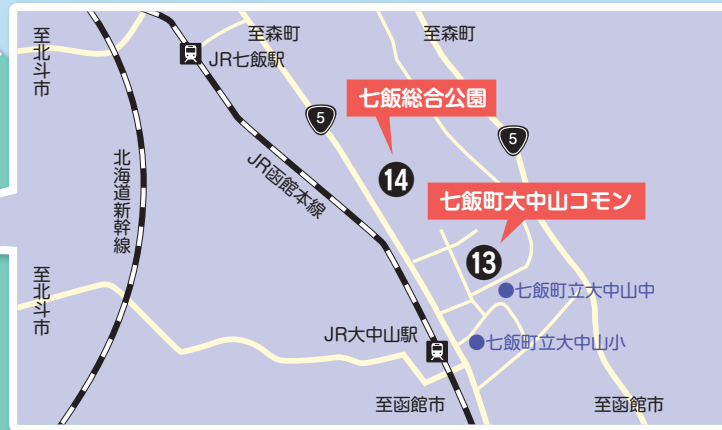 至北斗市
JR七飯駅
至森町
至森町
5
七飯総合公園
14
5
北海道新幹線
JR函館本線
七飯町大中山コモン
13
七飯町立大中山中
至北斗市
JR大中山駅
七飯町立大中山小
至函館市
至函館市